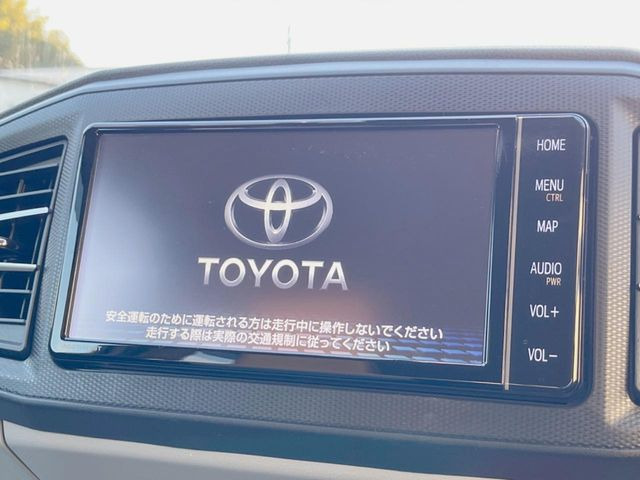 TOYOTA
安全運転のために運転される方は走行中に操作しないでください
走行する際は実際の交通規制に従ってください
HOME
MENU
CTRL
MAP
AUDIO
PWR
VOL+
VOL−